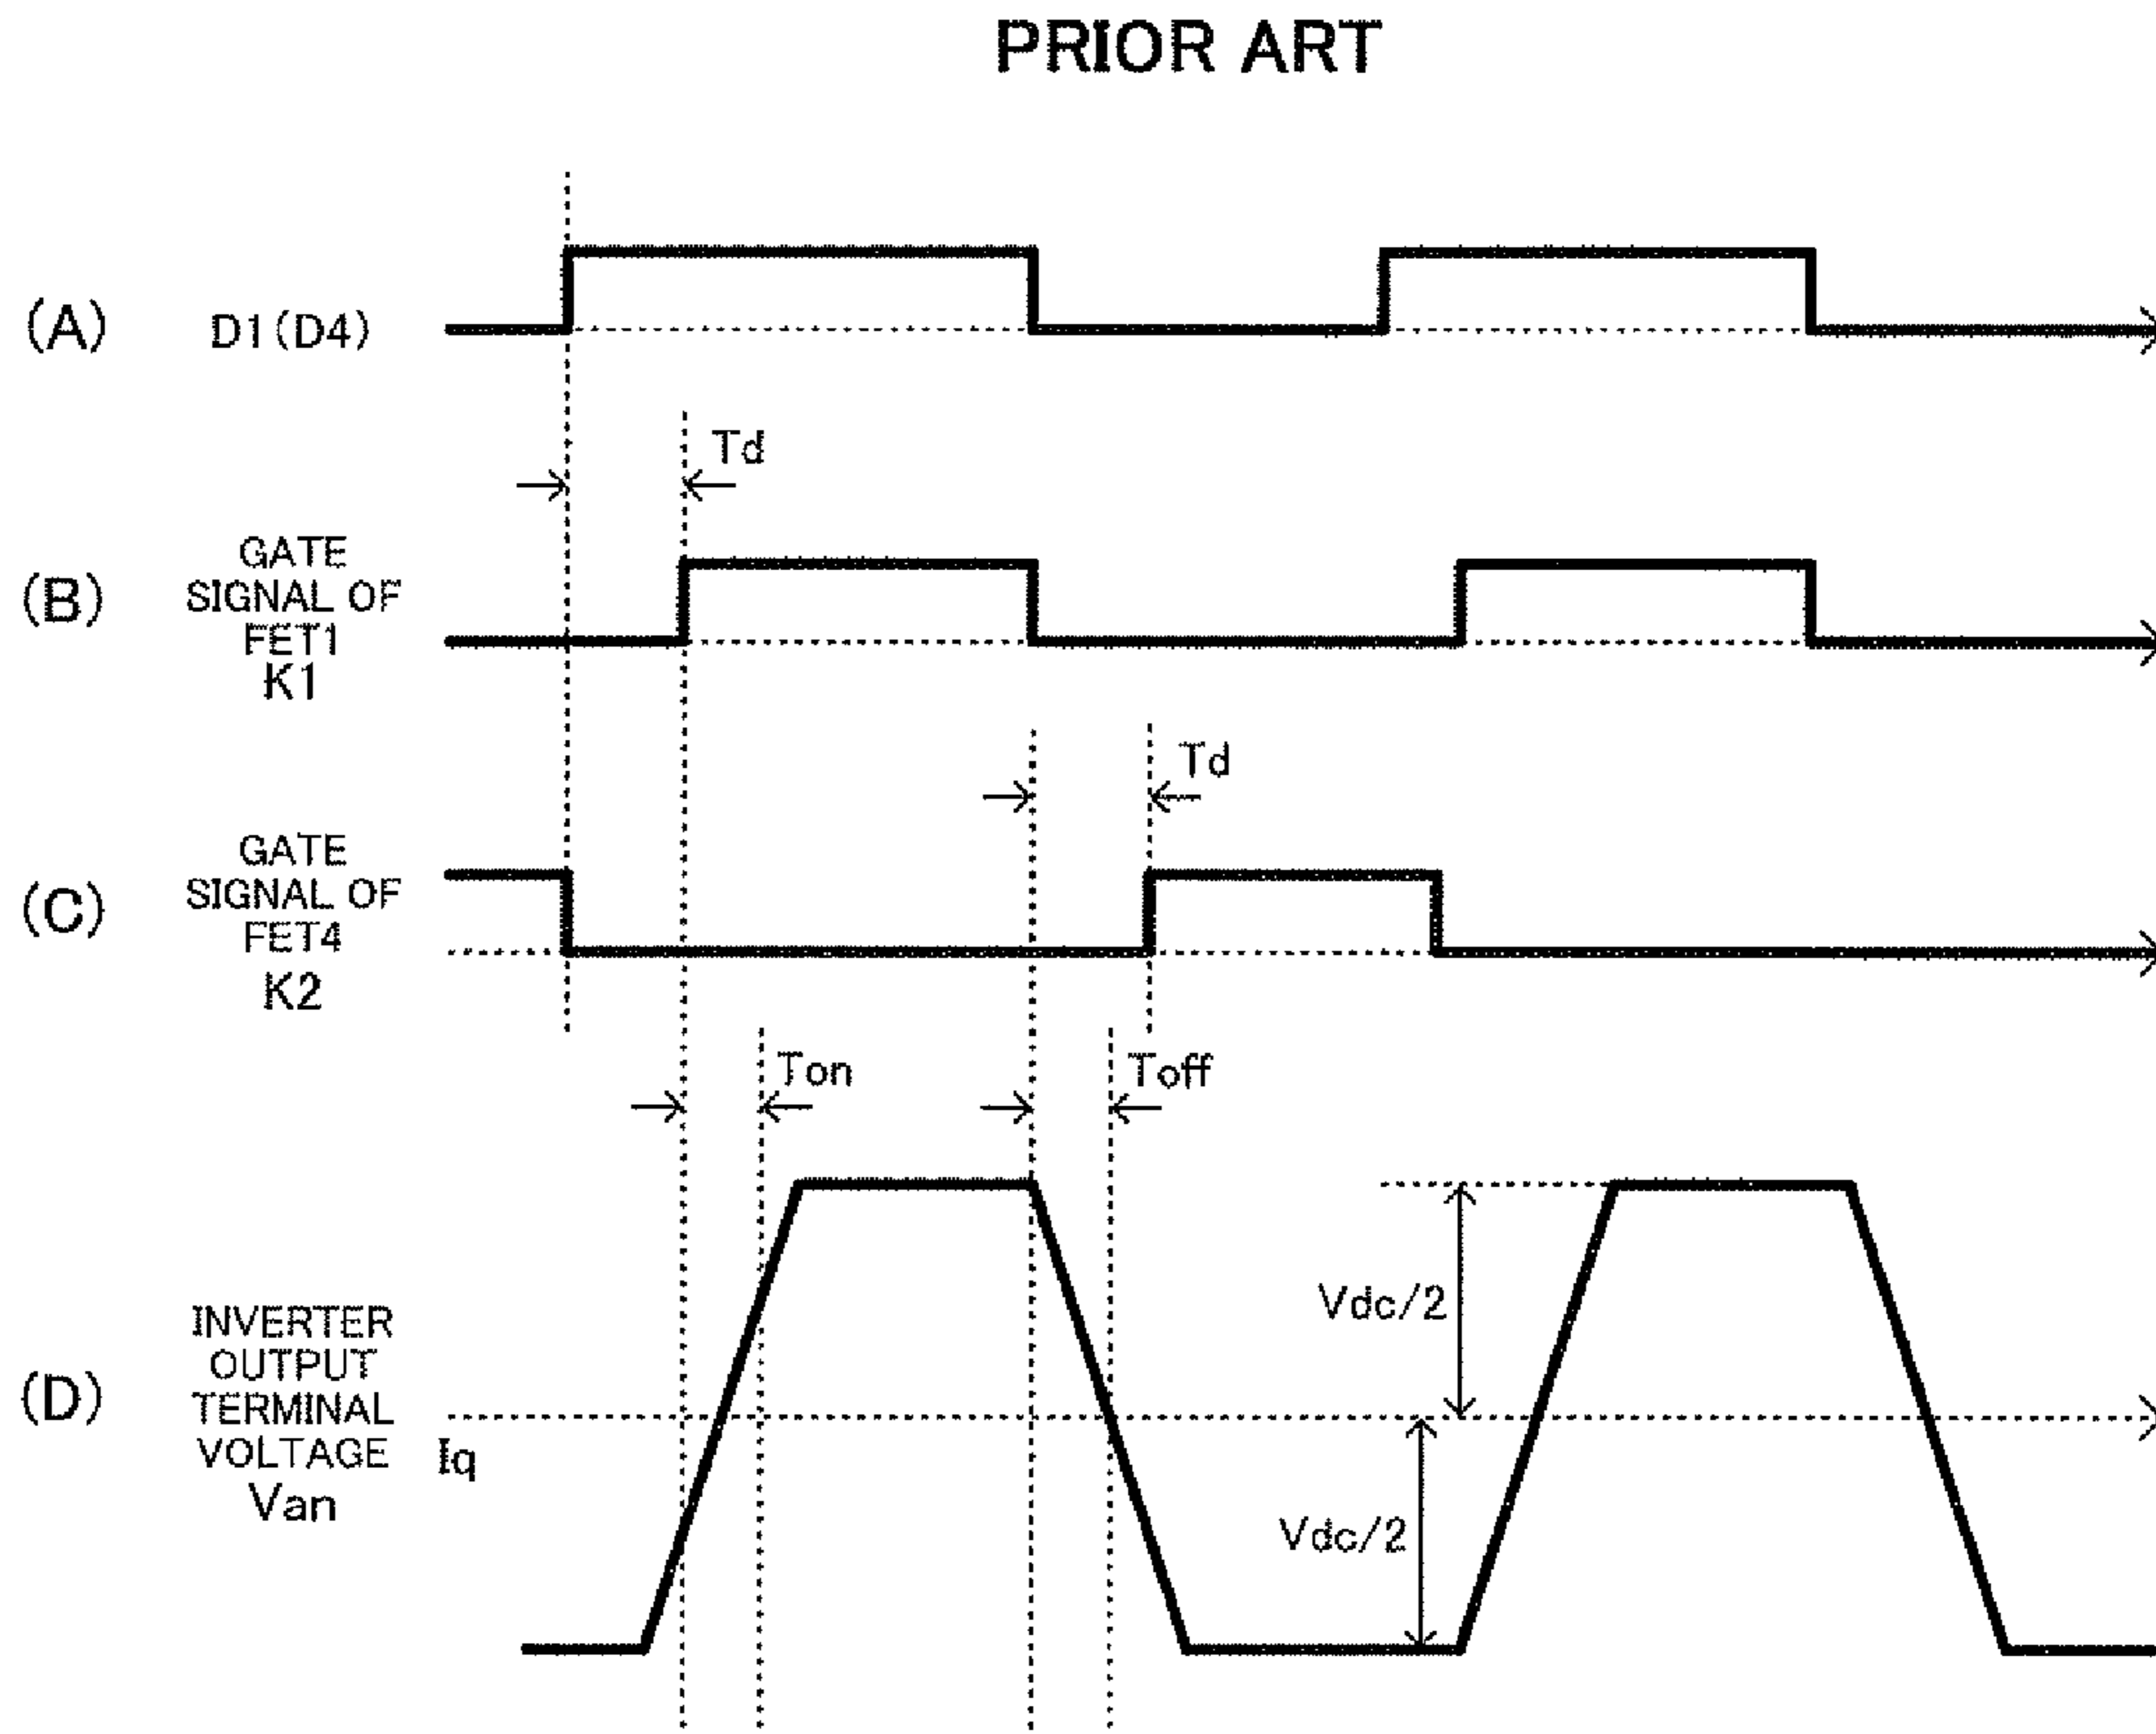 PRIOR ART
(A)
D1(D4)
Td
(B)
GATE
SIGNAL OF
FET1
K1
Td
(C)
GATE
SIGNAL OF
FET4
K2
Ton
Toff
(D)
INVERTER
OUTPUT
TERMINAL
VOLTAGE
Van
Iq
Vdc/2
Vdc/2